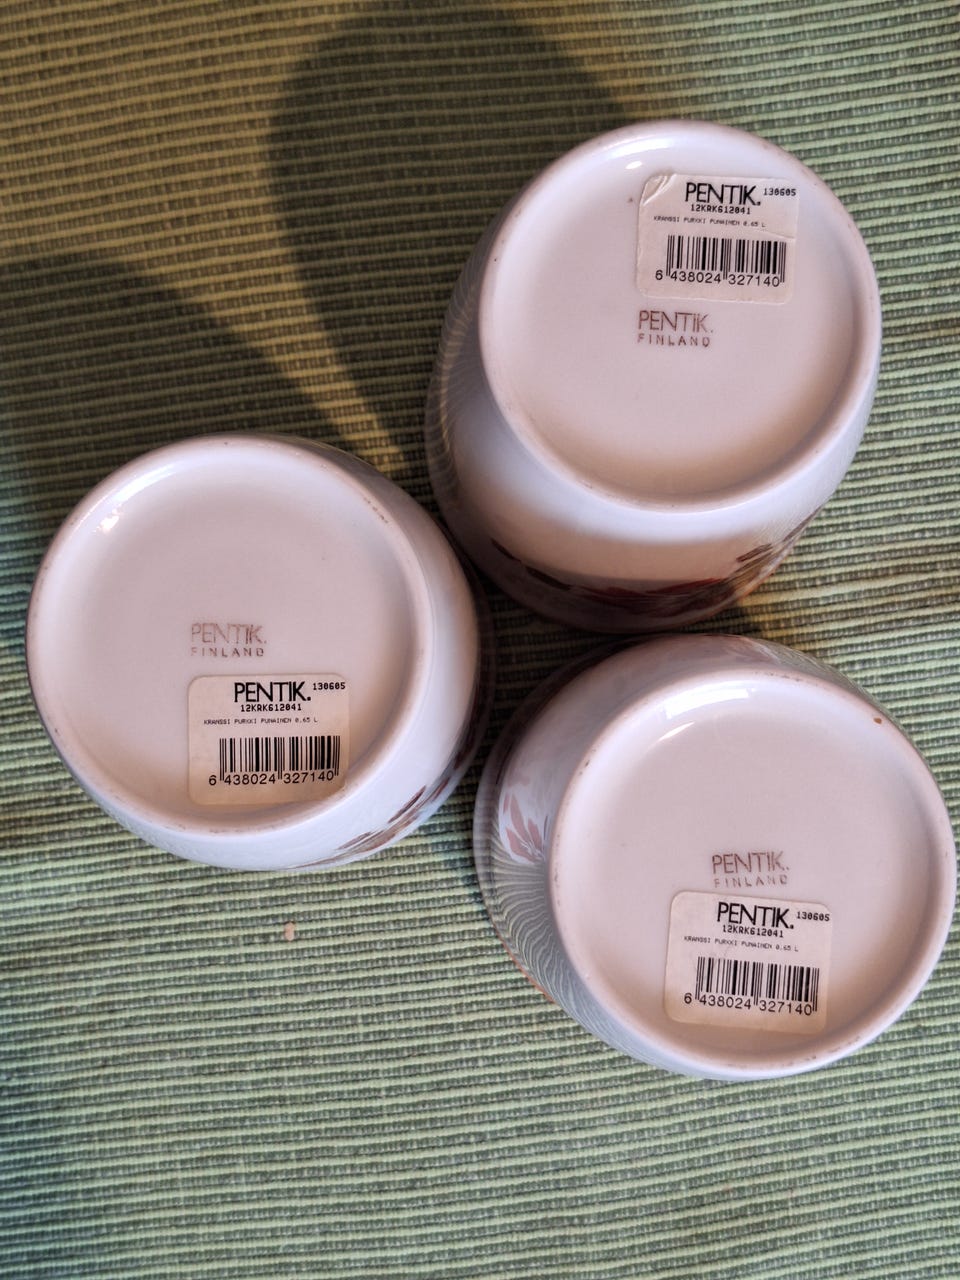 PENTIK. 130605
12KRK612041
KRANSSI PURKKI PUNAINEN 0.65 L
6 438024 327140
PENTIK.
FINLAND
PENTIK.
FINLAND
PENTIK. 130605
12KRK612041
KRANSSI PURKKI PUNAINEN 0.65 L
6 438024 327140
PENTIK.
FINLAND
PENTIK. 130605
12KRK612041
KRANSSI PURKKI PUNAINEN 0.65 L
6 438024 327140